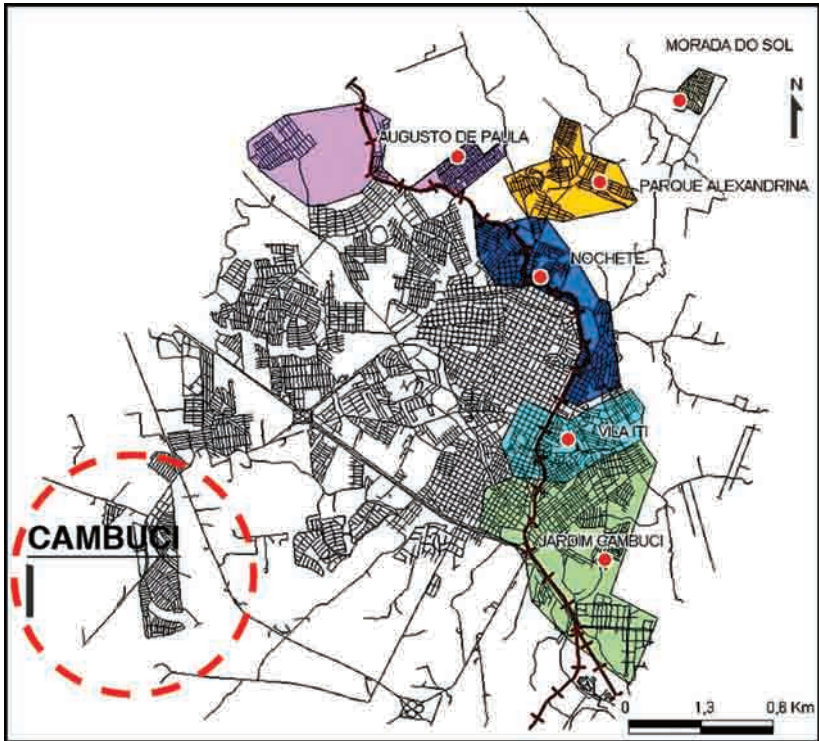 MORADA DO SOL
N
AUGUSTO DE PAULA
PARQUE ALEXANDRINA
NOCHETE
VILA ITI
CAMBUCI
JARDIM CAMBUCI
0 1,3 0,6 Km